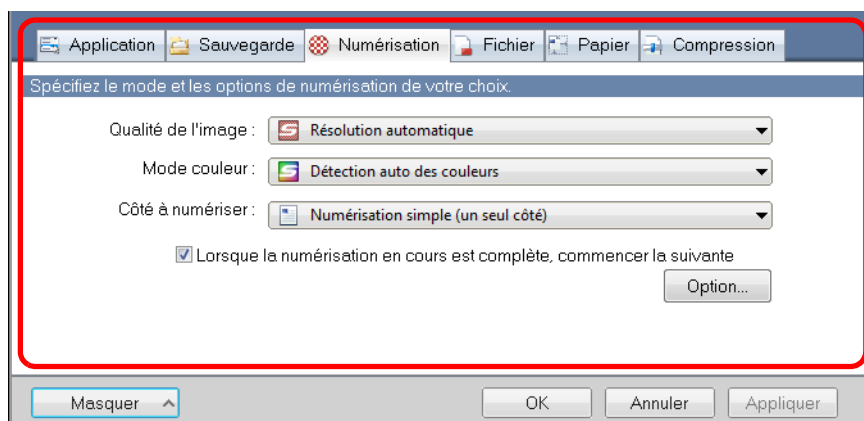 Application Sauvegarde Numérisation Fichier Papier Compression
Spécifiez le mode et les options de numérisation de votre choix.
Qualité de l'image : Résolution automatique
Mode couleur : Détection auto des couleurs
Côté à numériser : Numérisation simple (un seul côté)
Lorsque la numérisation en cours est complète, commencer la suivante
Option...
Masquer OK Annuler Appliquer